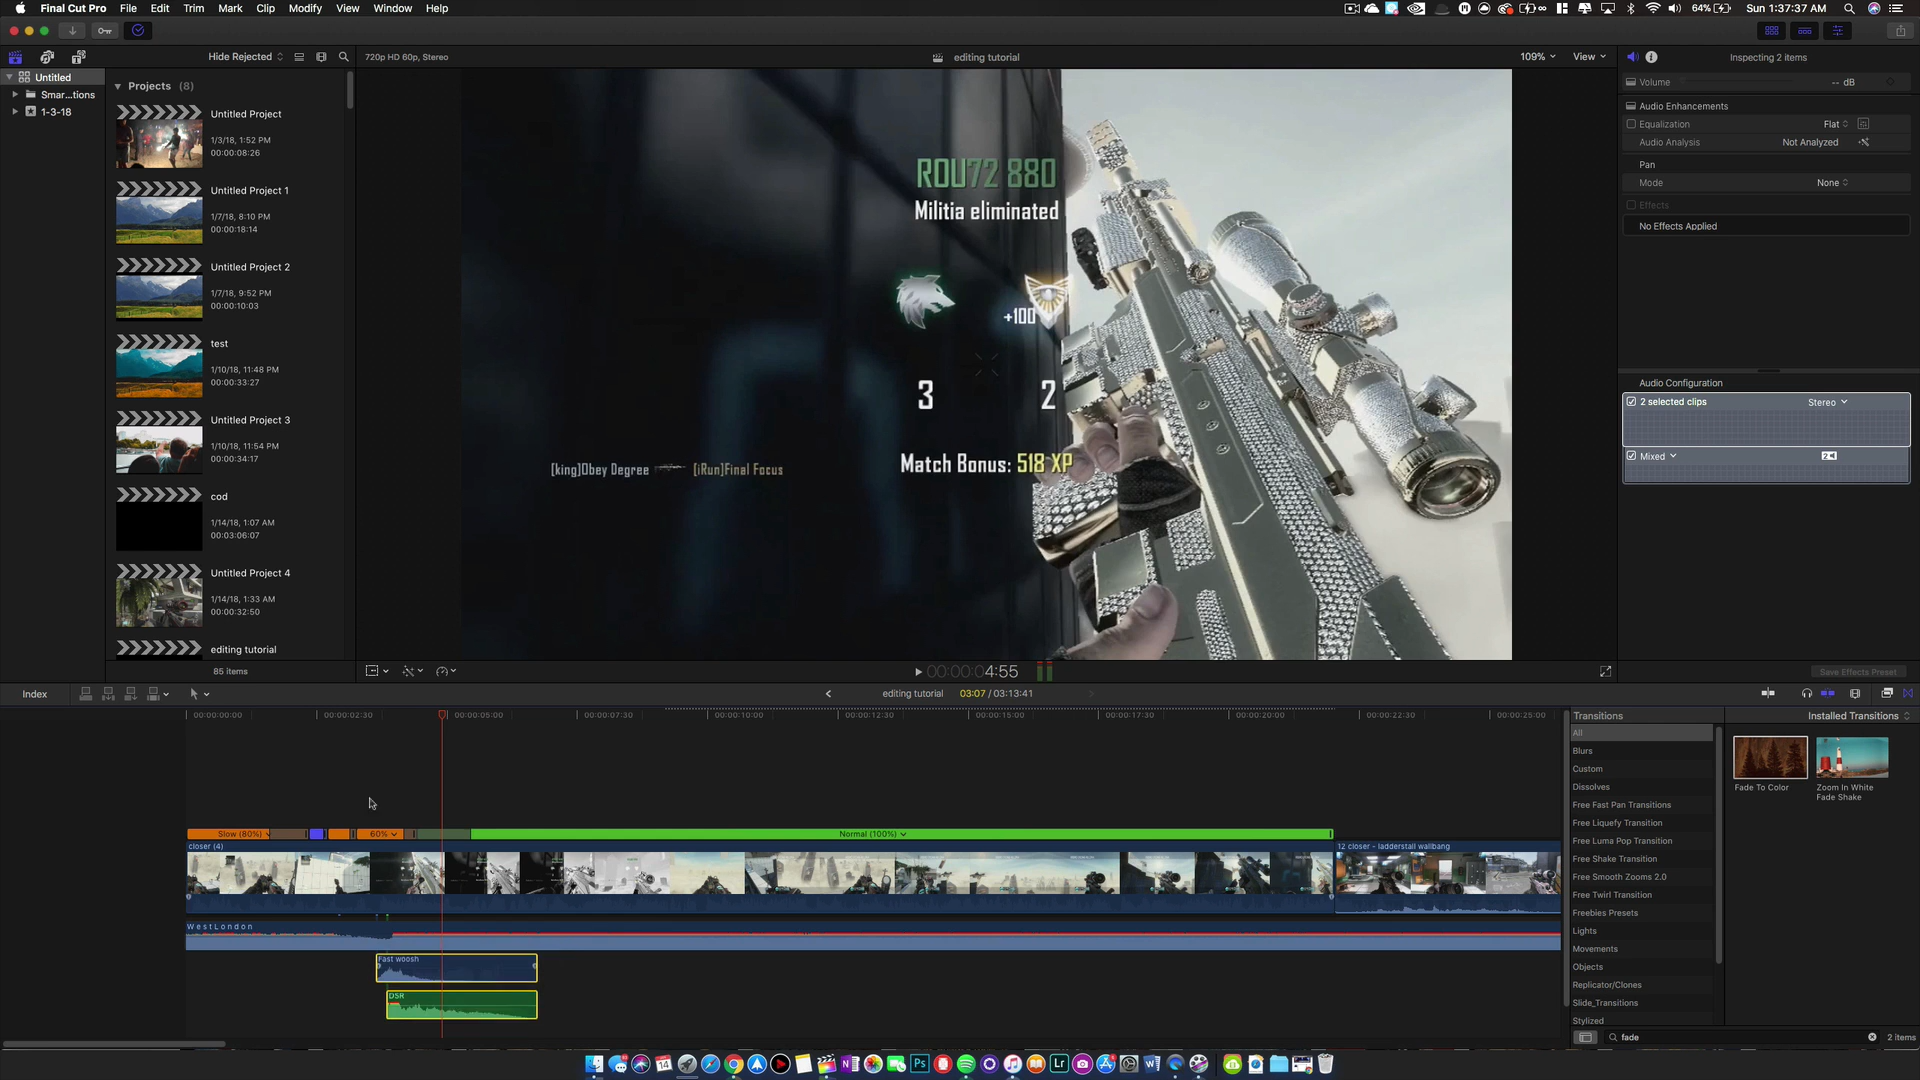 Final Cut Pro File Edit Trim Mark Clip Modify View Window Help
64% Sun 1:37:37 AM
Hide Rejected
720p HD 60p, Stereo
editing tutorial
109% View
Inspecting 2 items
Untitled
Smar...tions
1-3-18
Projects (8)
Untitled Project
1/3/18, 1:52 PM
00:00:08:26
Untitled Project 1
1/7/18, 8:10 PM
00:00:18:14
Untitled Project 2
1/7/18, 9:52 PM
00:00:10:03
test
1/10/18, 11:48 PM
00:00:33:27
Untitled Project 3
1/10/18, 11:54 PM
00:00:34:17
cod
1/14/18, 1:07 AM
00:03:06:07
Untitled Project 4
1/14/18, 1:33 AM
00:00:32:50
editing tutorial
85 items
ROU72 880
Militia eliminated
+100
3 2
Match Bonus: 518 XP
[king]Obey Degree [iRun]Final Focus
Volume -- dB
Audio Enhancements
Equalization Flat
Audio Analysis Not Analyzed
Pan
Mode None
Effects
No Effects Applied
Audio Configuration
2 selected clips Stereo
Mixed
Save Effects Preset
00:00:04:55
Index
editing tutorial 03:07 / 03:13:41
00:00:00:00 00:00:02:30 00:00:05:00 00:00:07:30 00:00:10:00 00:00:12:30 00:00:15:00 00:00:17:30 00:00:20:00 00:00:22:30 00:00:25:00
Slow (80%) 60% Normal (100%)
closer (4) 12 closer - ladderstall wallbang
WestLondon
Fast woosh
DSR
Transitions
Installed Transitions
All
Blurs
Custom
Dissolves
Free Fast Pan Transitions
Free Liquefy Transition
Free Luma Pop Transition
Free Shake Transition
Free Smooth Zooms 2.0
Free Twirl Transition
Freebies Presets
Lights
Movements
Objects
Replicator/Clones
Slide_Transitions
Stylized
Fade To Color
Zoom In White
Fade Shake
fade
2 items